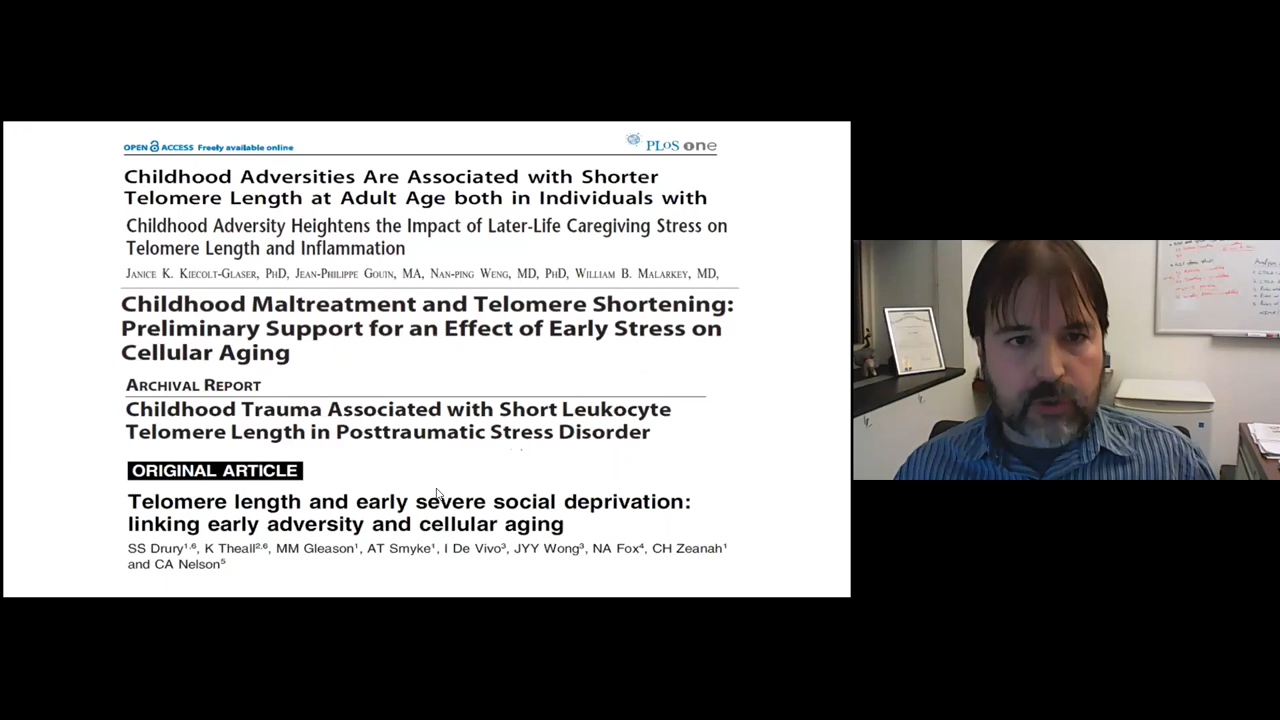 OPEN ACCESS Freely available online
PLoS one
Childhood Adversities Are Associated with Shorter
Telomere Length at Adult Age both in Individuals with
Childhood Adversity Heightens the Impact of Later-Life Caregiving Stress on
Telomere Length and Inflammation
JANICE K. KIECOLT-GLASER, PHD, JEAN-PHILIPPE GOUIN, MA, NAN-PING WENG, MD, PHD, WILLIAM B. MALARKEY, MD,
Childhood Maltreatment and Telomere Shortening:
Preliminary Support for an Effect of Early Stress on
Cellular Aging
ARCHIVAL REPORT
Childhood Trauma Associated with Short Leukocyte
Telomere Length in Posttraumatic Stress Disorder
ORIGINAL ARTICLE
Telomere length and early severe social deprivation:
linking early adversity and cellular aging
SS Drury1,6, K Theall2,6, MM Gleason1, AT Smyke1, I De Vivo3, JYY Wong3, NA Fox4, CH Zeanah1
and CA Nelson5